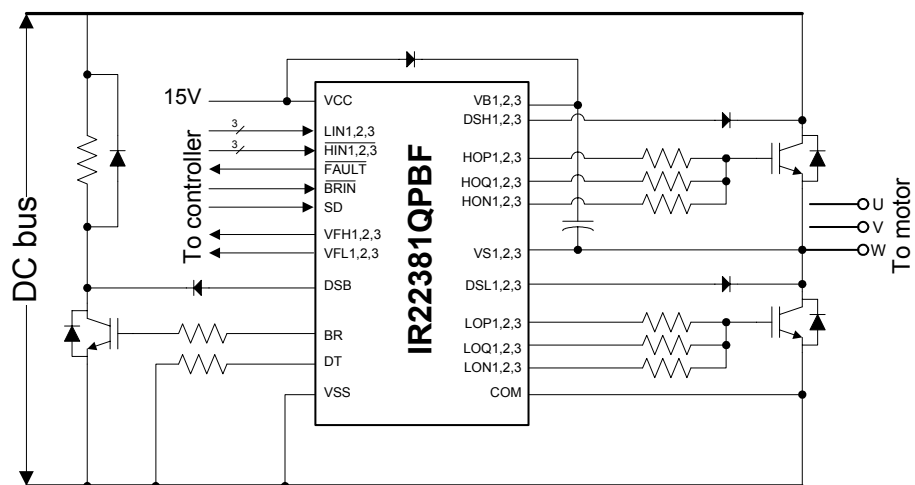 DC bus
15V
To controller
3
3
VCC
LIN1,2,3
HIN1,2,3
FAULT
BRIN
SD
VFH1,2,3
VFL1,2,3
DSB
BR
DT
VSS
IR22381QPBF
VB1,2,3
DSH1,2,3
HOP1,2,3
HOQ1,2,3
HON1,2,3
VS1,2,3
DSL1,2,3
LOP1,2,3
LOQ1,2,3
LON1,2,3
COM
U
V
W
To motor